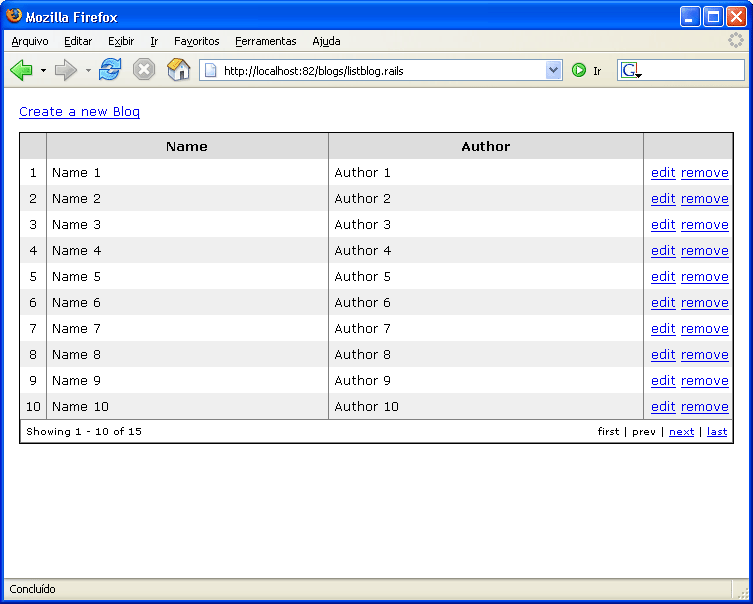 Mozilla Firefox
Arquivo Editar Exibir Ir Favoritos Ferramentas Ajuda
http://localhost:82/blogs/listblog.rails Ir G
Create a new Blog
Name Author
1 Name 1 Author 1 edit remove
2 Name 2 Author 2 edit remove
3 Name 3 Author 3 edit remove
4 Name 4 Author 4 edit remove
5 Name 5 Author 5 edit remove
6 Name 6 Author 6 edit remove
7 Name 7 Author 7 edit remove
8 Name 8 Author 8 edit remove
9 Name 9 Author 9 edit remove
10 Name 10 Author 10 edit remove
Showing 1 - 10 of 15 first | prev | next | last
Concluído